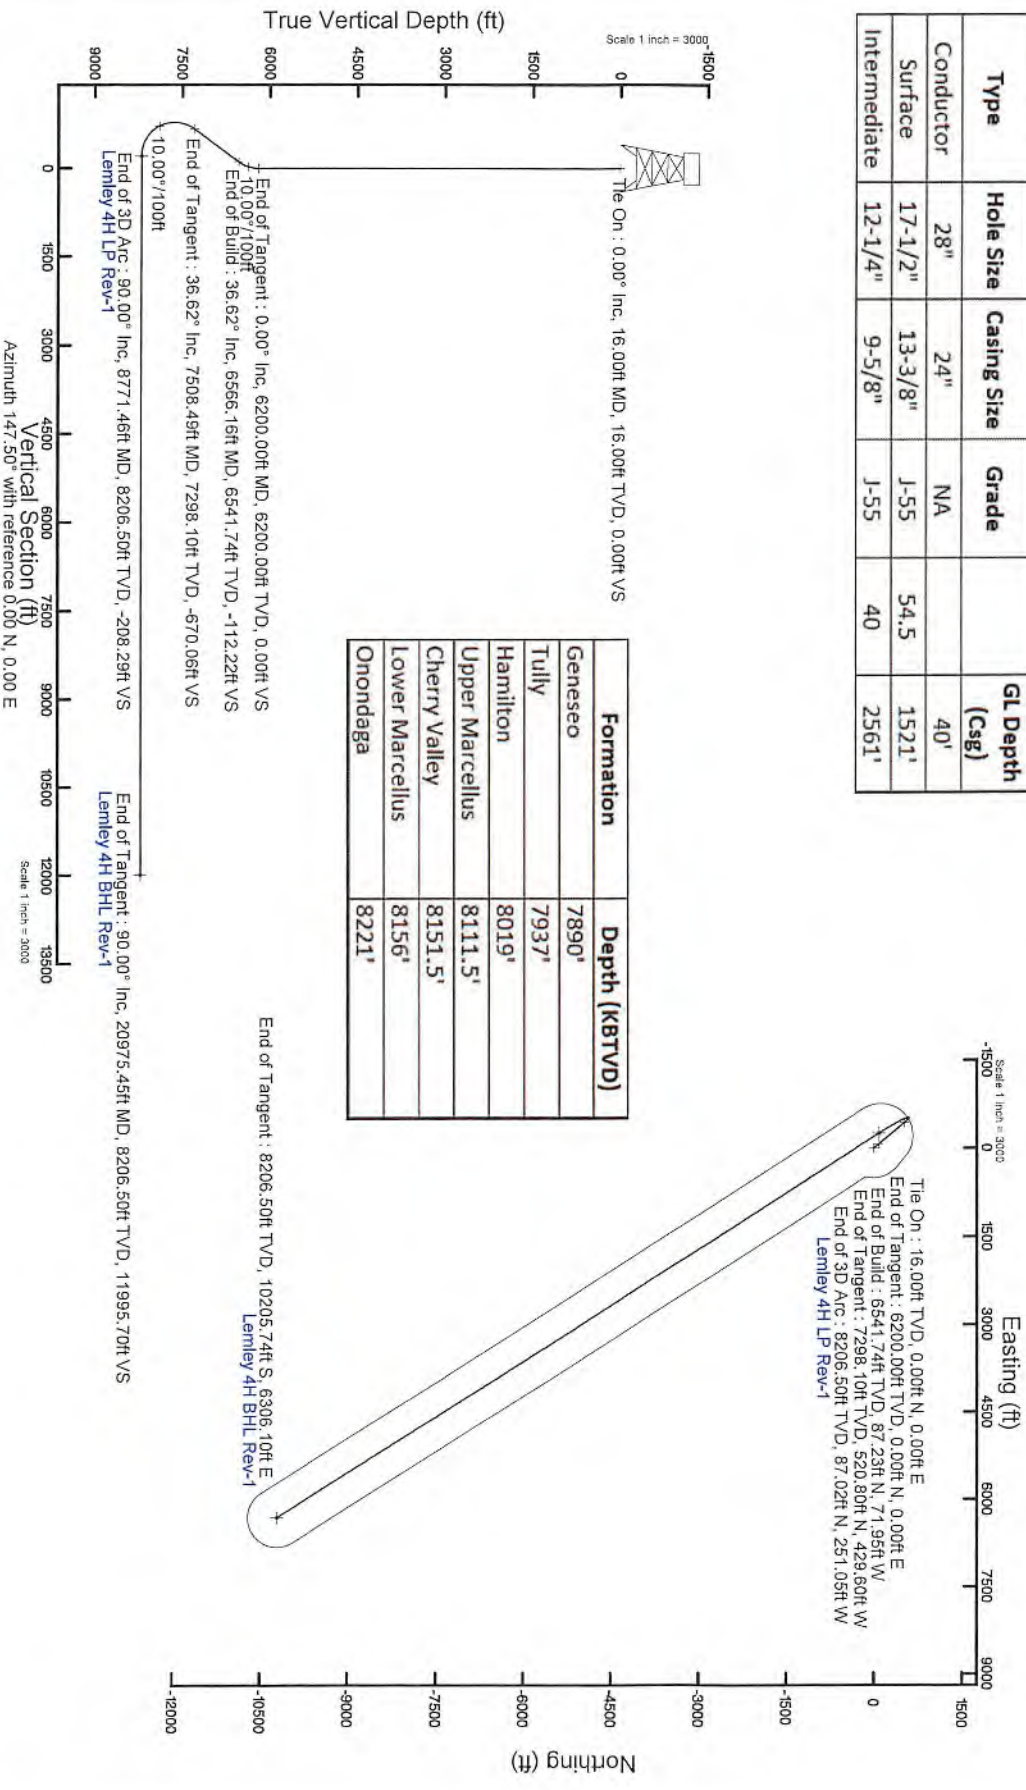 Type Hole Size Casing Size Grade GL Depth (Csg)
Conductor 28" 24" NA 40'
Surface 17-1/2" 13-3/8" J-55 54.5 1521'
Intermediate 12-1/4" 9-5/8" J-55 40 2561'
Scale 1 inch = 3000
True Vertical Depth (ft)
-1500
0
1500
3000
4500
6000
7500
9000
Tie On : 0.00° Inc, 16.00ft MD, 16.00ft TVD, 0.00ft VS
End of Tangent : 0.00° Inc, 6200.00ft MD, 6200.00ft TVD, 0.00ft VS
10.00°/100ft
End of Build : 36.62° Inc, 6566.16ft MD, 6541.74ft TVD, -112.22ft VS
End of Tangent : 36.62° Inc, 7508.49ft MD, 7298.10ft TVD, -670.06ft VS
10.00°/100ft
End of 3D Arc : 90.00° Inc, 8771.46ft MD, 8206.50ft TVD, -208.29ft VS
Lemley 4H LP Rev-1
End of Tangent : 90.00° Inc, 20975.45ft MD, 8206.50ft TVD, 11995.70ft VS
Lemley 4H BHL Rev-1
0 1500 3000 4500 6000 7500 9000 10500 12000 13500
Vertical Section (ft)
Azimuth 147.50° with reference 0.00 N, 0.00 E
Scale 1 inch = 3000
Formation Depth (KBTVD)
Geneseo 7890'
Tully 7937'
Hamilton 8019'
Upper Marcellus 8111.5'
Cherry Valley 8151.5'
Lower Marcellus 8156'
Onondaga 8221'
Scale 1 inch = 3000
Easting (ft)
-1500 0 1500 3000 4500 6000 7500 9000
Tie On : 16.00ft TVD, 0.00ft N, 0.00ft E
End of Tangent : 6200.00ft TVD, 0.00ft N, 0.00ft E
End of Build : 6541.74ft TVD, 87.23ft N, 71.95ft W
End of Tangent : 7298.10ft TVD, 520.80ft N, 429.60ft W
End of 3D Arc : 8206.50ft TVD, 87.02ft N, 251.05ft W
Lemley 4H LP Rev-1
End of Tangent : 8206.50ft TVD, 10205.74ft S, 6306.10ft E
Lemley 4H BHL Rev-1
1500
0
-1500
-3000
-4500
-6000
-7500
-9000
-10500
-12000
Northing (ft)